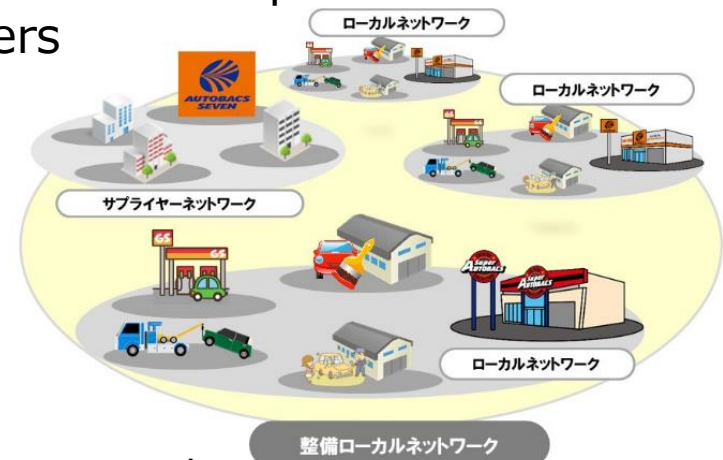 ers
ローカルネットワーク
AUTOBACS
SEVEN
ローカルネットワーク
サプライヤーネットワーク
GS
GS
Super
AUTOBACS
Super
AUTOBACS
ローカルネットワーク
整備ローカルネットワーク